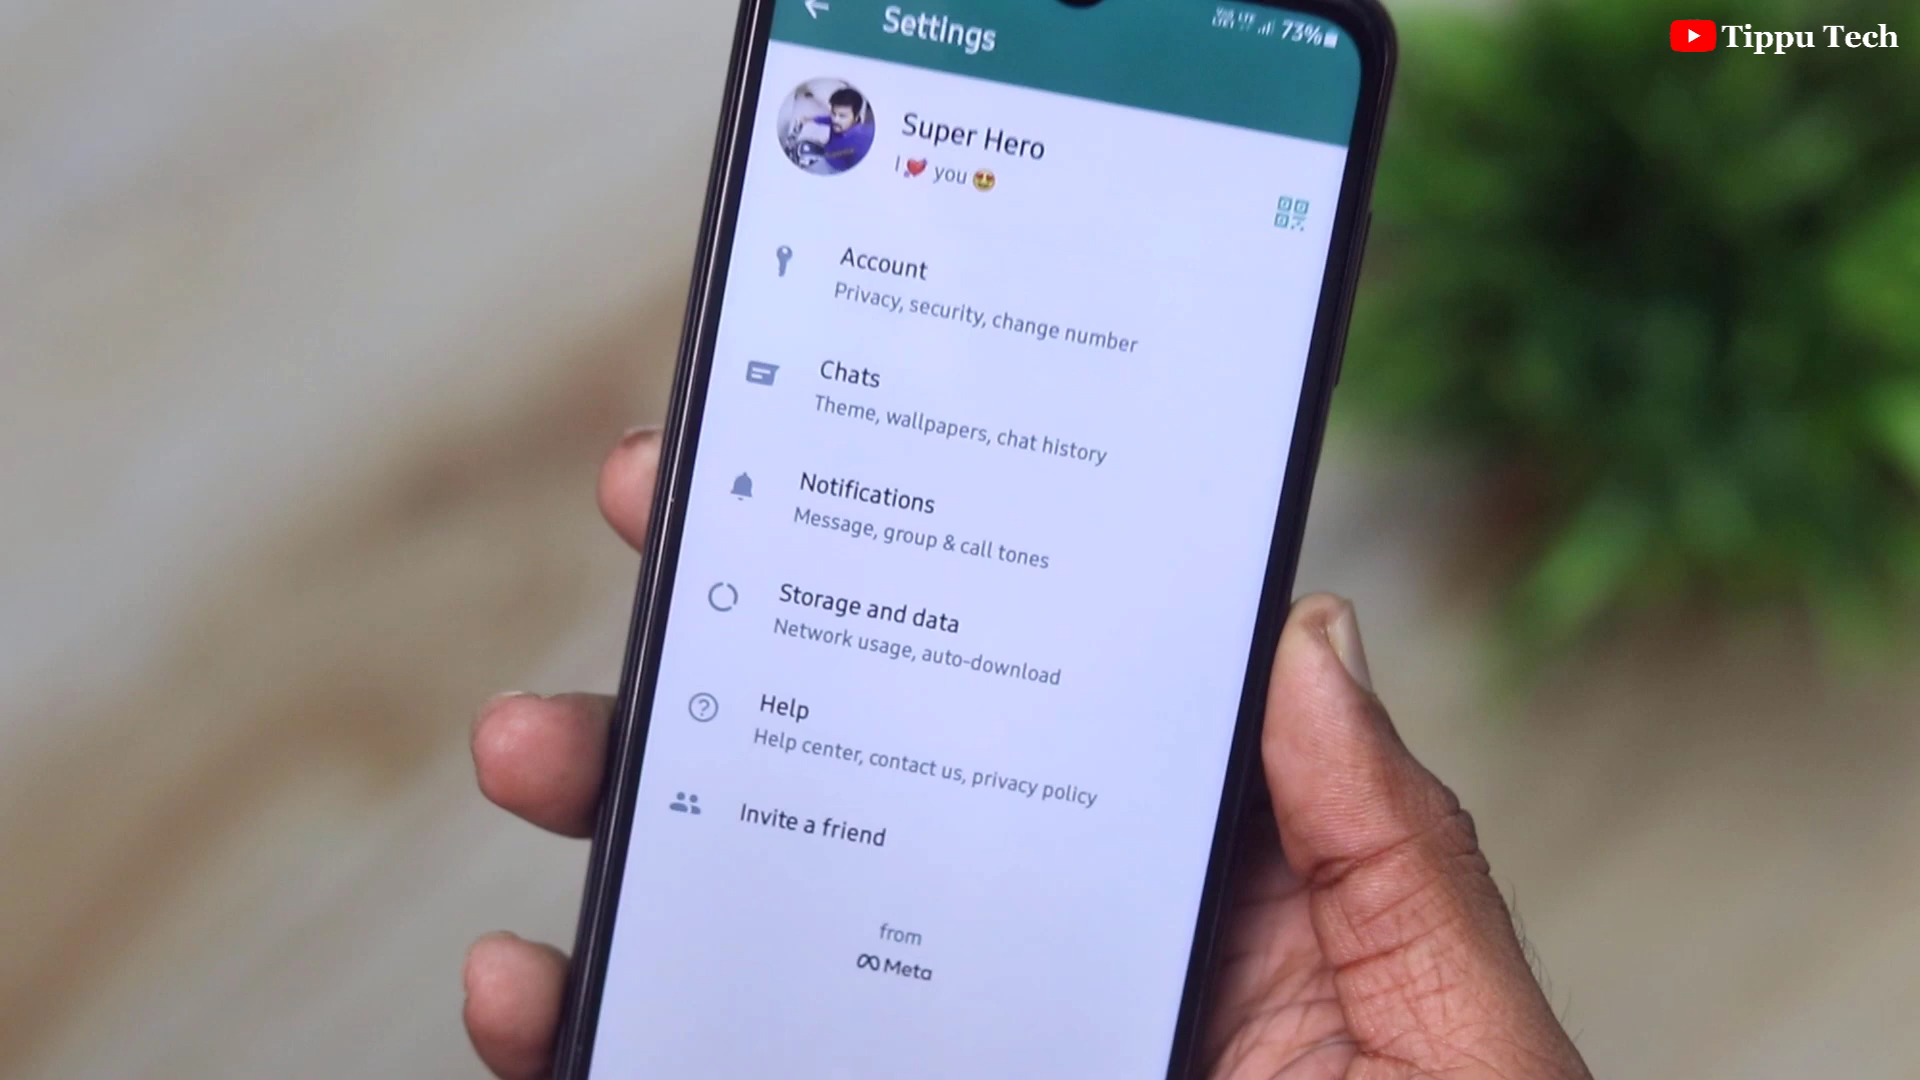 Tippu Tech
Settings
73%
Super Hero
I 💘 you 😍
Account
Privacy, security, change number
Chats
Theme, wallpapers, chat history
Notifications
Message, group & call tones
Storage and data
Network usage, auto-download
Help
Help center, contact us, privacy policy
Invite a friend
from
Meta